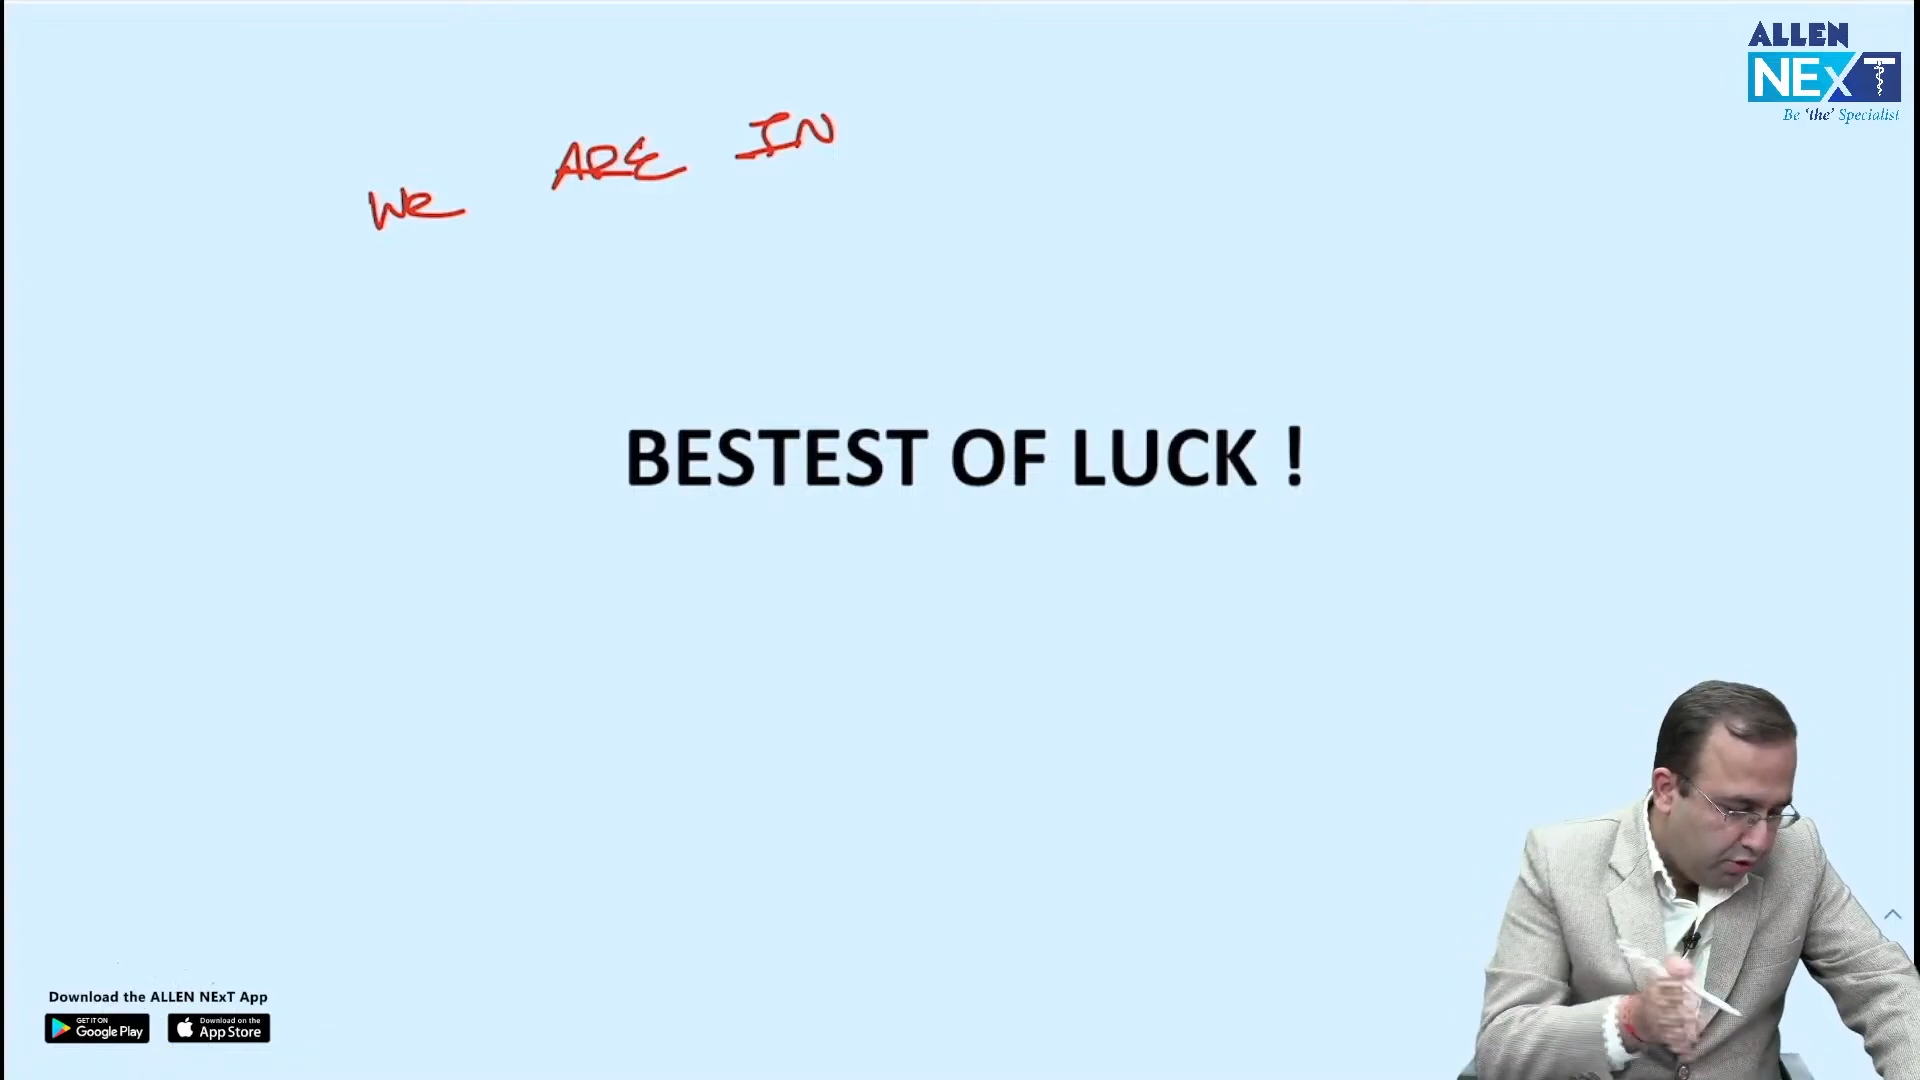 ALLEN
NExT
Be 'the' Specialist
We ARE IN
BESTEST OF LUCK !
Download the ALLEN NExT App
GET IT ON
Google Play
Download on the
App Store